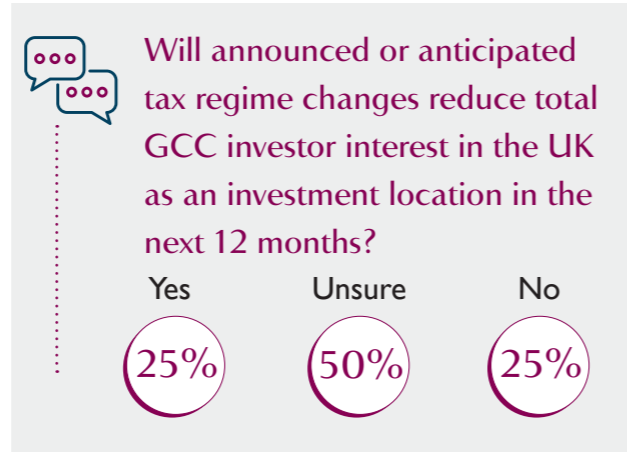 Will announced or anticipated
tax regime changes reduce total
GCC investor interest in the UK
as an investment location in the
next 12 months?
Yes Unsure No
25% 50% 25%